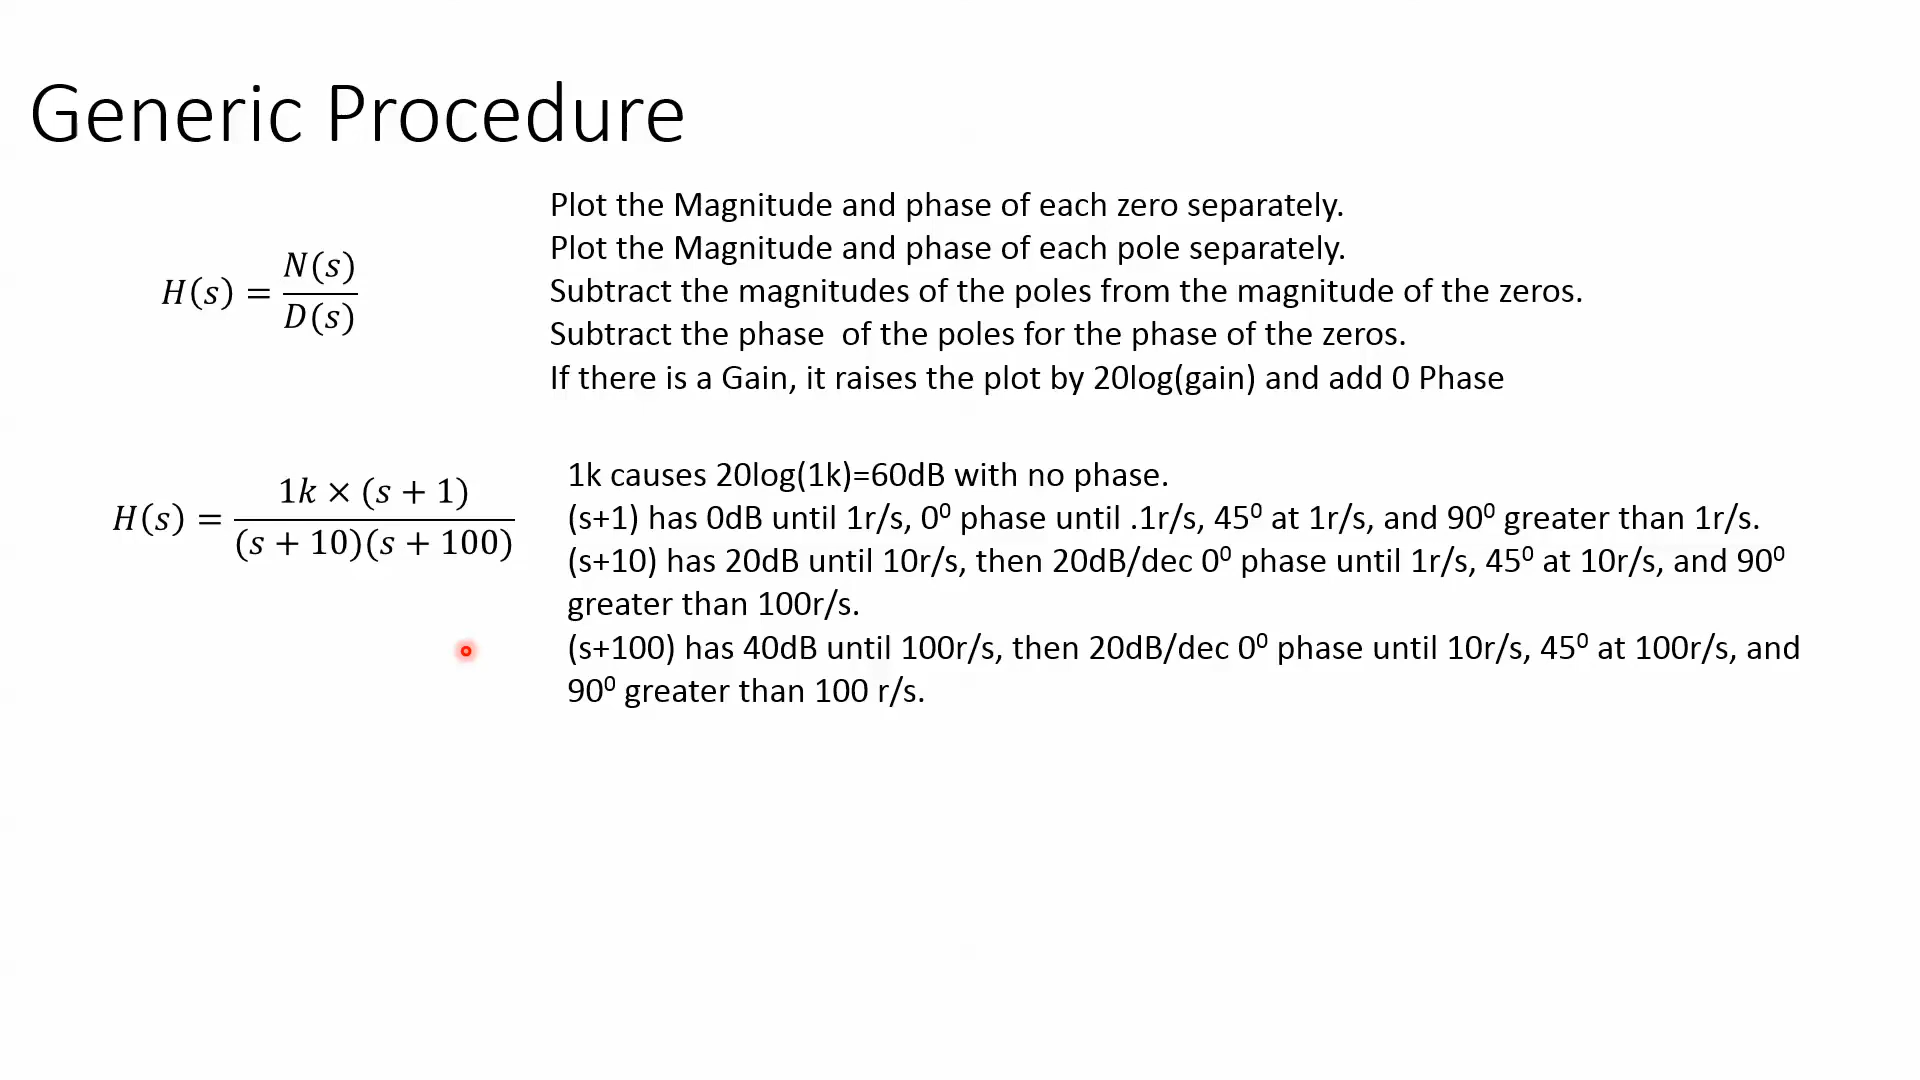 Generic Procedure
Plot the Magnitude and phase of each zero separately.
Plot the Magnitude and phase of each pole separately.
Subtract the magnitudes of the poles from the magnitude of the zeros.
Subtract the phase  of the poles for the phase of the zeros.
If there is a Gain, it raises the plot by 20log(gain) and add 0 Phase
H(s) = N(s) / D(s)
1k causes 20log(1k)=60dB with no phase.
(s+1) has 0dB until 1r/s, 0⁰ phase until .1r/s, 45⁰ at 1r/s, and 90⁰ greater than 1r/s.
(s+10) has 20dB until 10r/s, then 20dB/dec 0⁰ phase until 1r/s, 45⁰ at 10r/s, and 90⁰
greater than 100r/s.
(s+100) has 40dB until 100r/s, then 20dB/dec 0⁰ phase until 10r/s, 45⁰ at 100r/s, and
90⁰ greater than 100 r/s.
H(s) = 1k × (s + 1) / (s + 10)(s + 100)